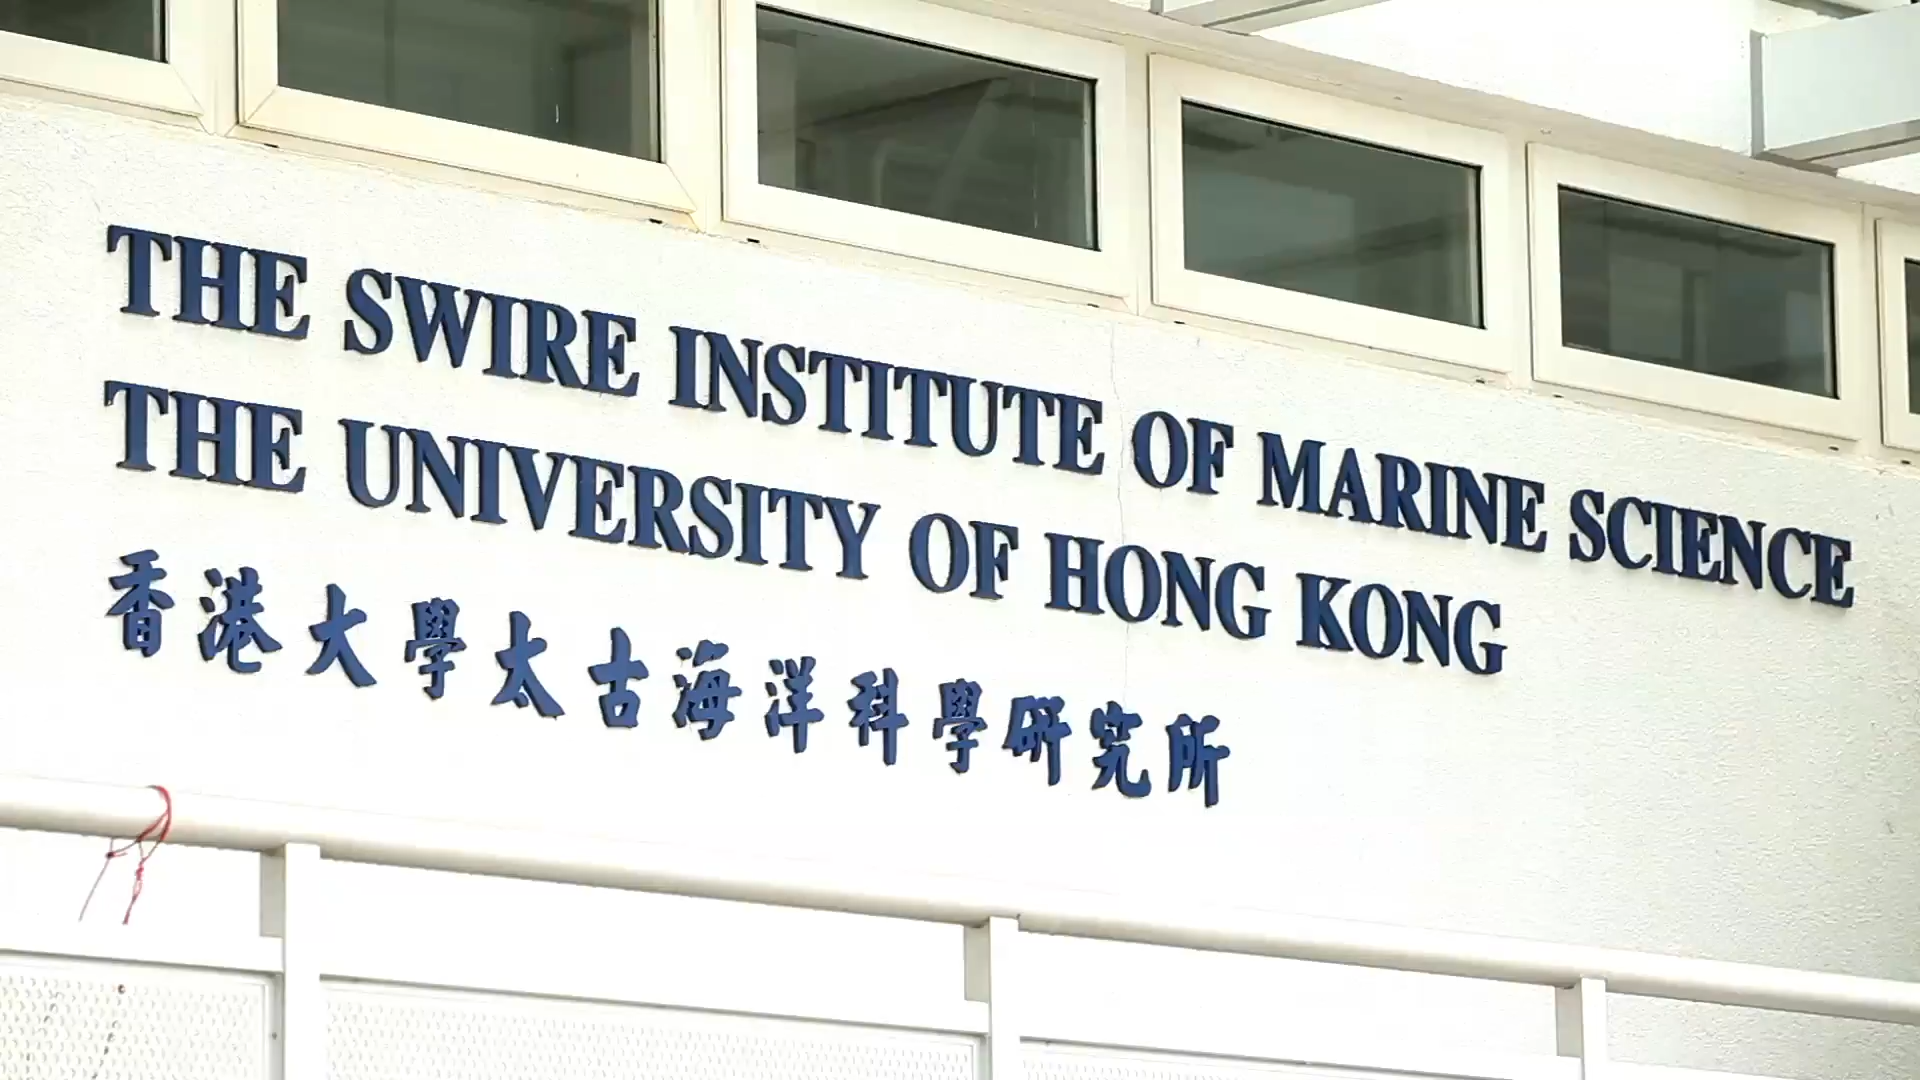 THE SWIRE INSTITUTE OF MARINE SCIENCE
THE UNIVERSITY OF HONG KONG
香港大學太古海洋科學研究所